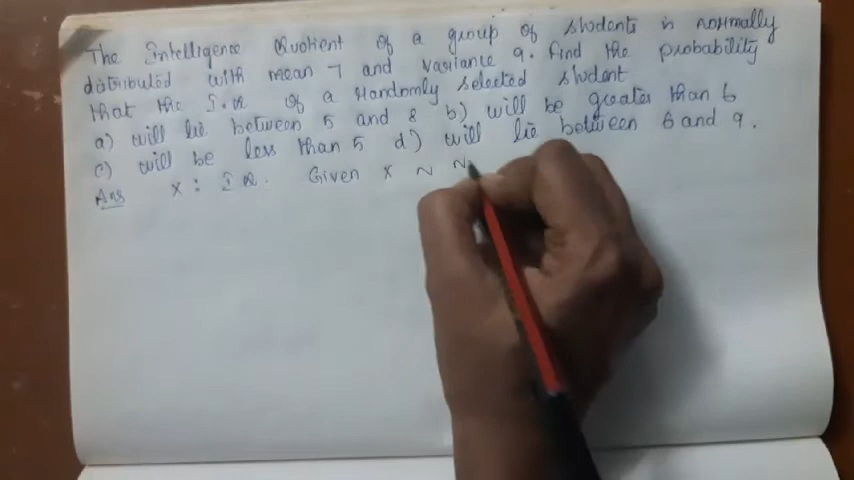 The Intelligence Quotient of a group of students is normally
distributed with mean 7 and variance 9. Find the probability
that the I.Q of a randomly selected student
a) will lie between 5 and 8 b) will be greater than 6
c) will be less than 5 d) will lie between 6 and 9.
Ans X : I Q. Given X ~ N